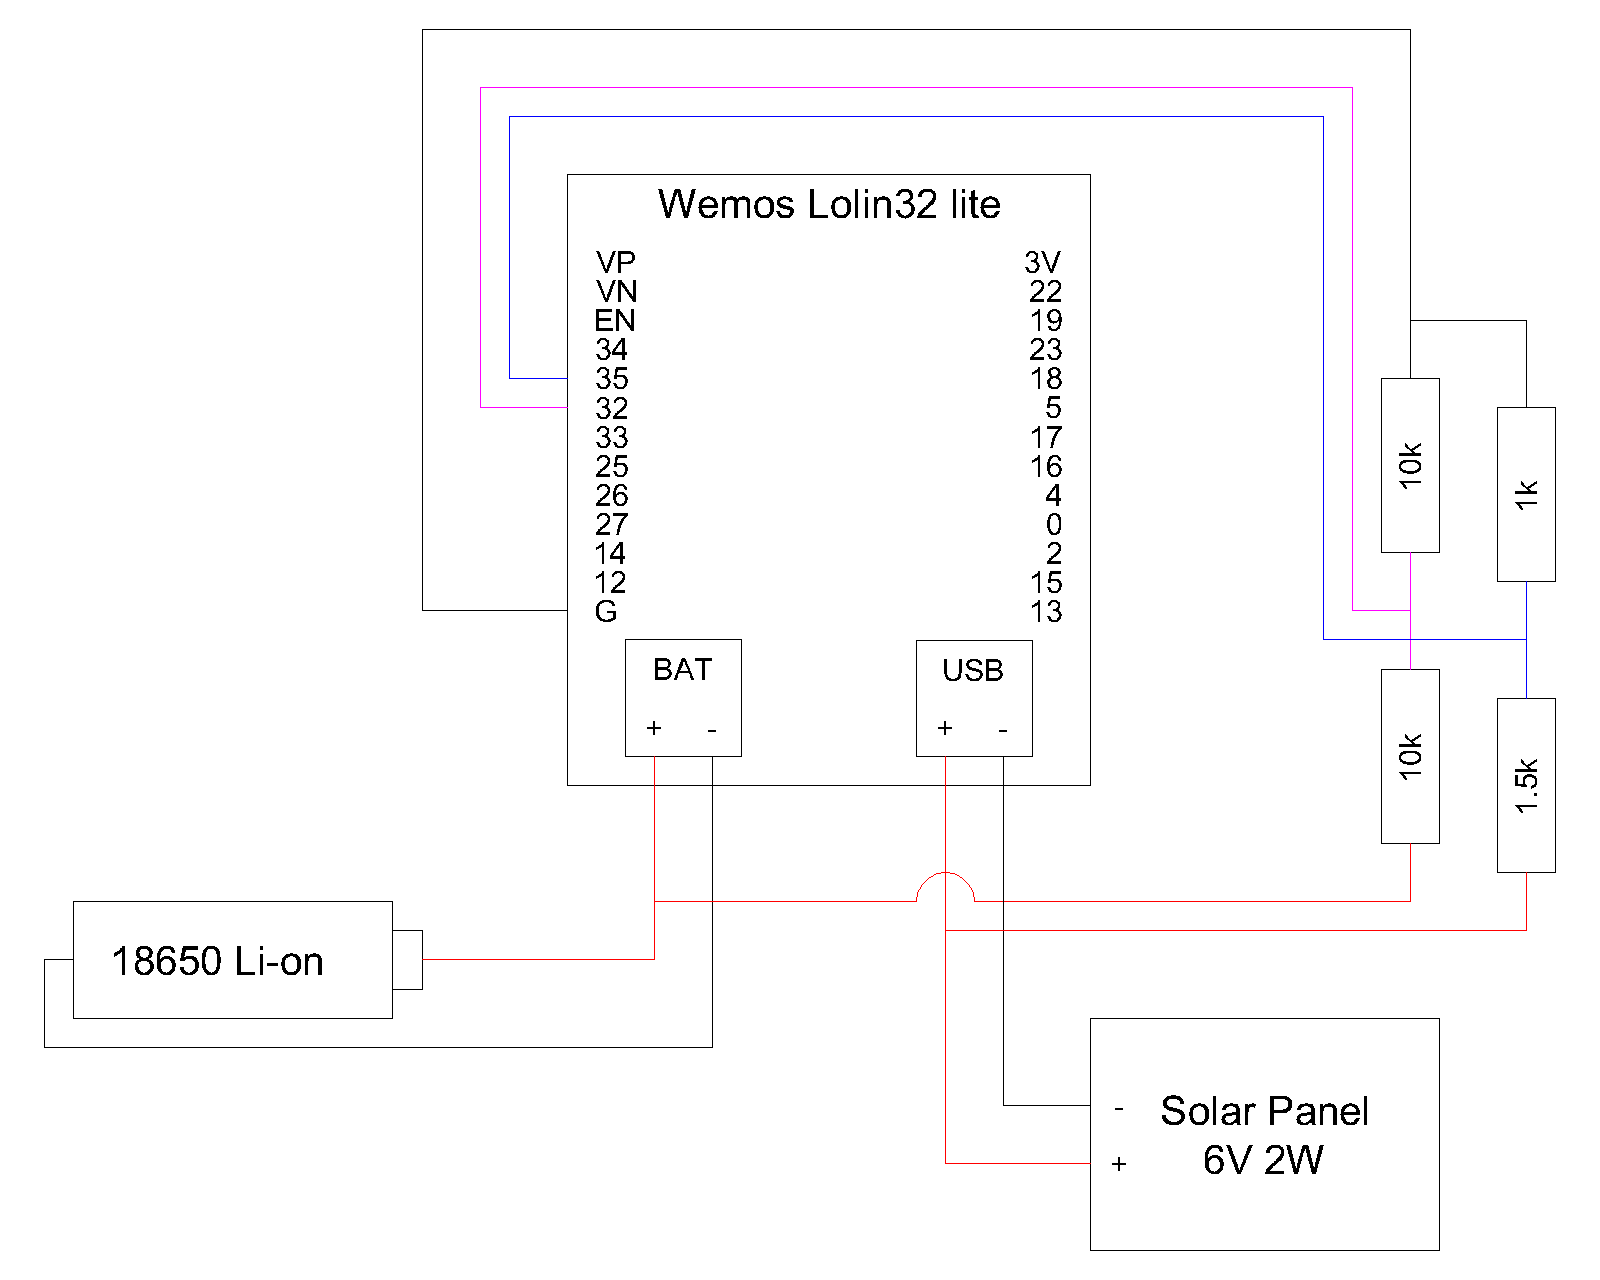 Wemos Lolin32 lite
VP
VN
EN
34
35
32
33
25
26
27
14
12
G
3V
22
19
23
18
5
17
16
4
0
2
15
13
BAT
+ -
USB
+ -
10k
1k
10k
1.5k
18650 Li-on
- Solar Panel
+ 6V 2W